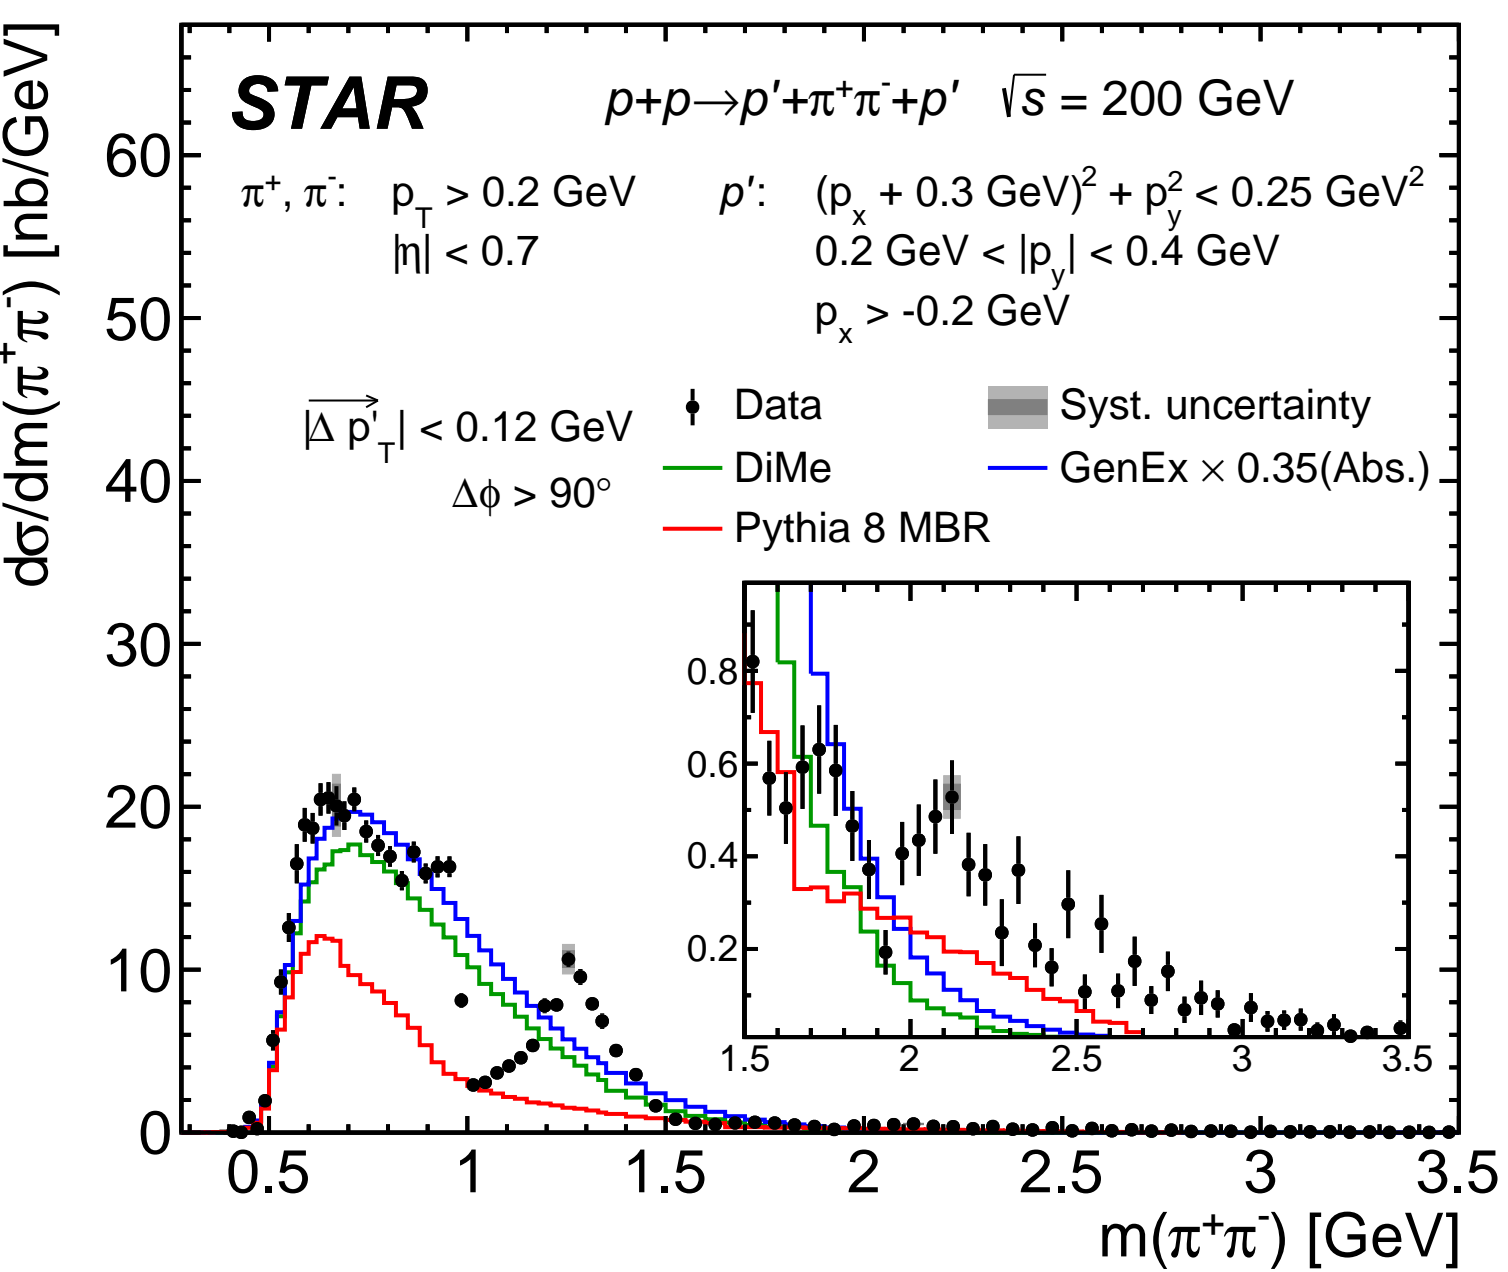 STAR
p+p→p′+π⁺π⁻+p′ √s = 200 GeV
π⁺, π⁻: p_T > 0.2 GeV
|η| < 0.7
p′: (p_x + 0.3 GeV)² + p_y² < 0.25 GeV²
0.2 GeV < |p_y| < 0.4 GeV
p_x > -0.2 GeV
|Δ p'_T| < 0.12 GeV
Δϕ > 90°
Data
Syst. uncertainty
DiMe
GenEx × 0.35(Abs.)
Pythia 8 MBR
dσ/dm(π⁺π⁻) [nb/GeV]
60
50
40
30
20
10
0
0.8
0.6
0.4
0.2
1.5 2 2.5 3 3.5
0.5 1 1.5 2 2.5 3 3.5
m(π⁺π⁻) [GeV]